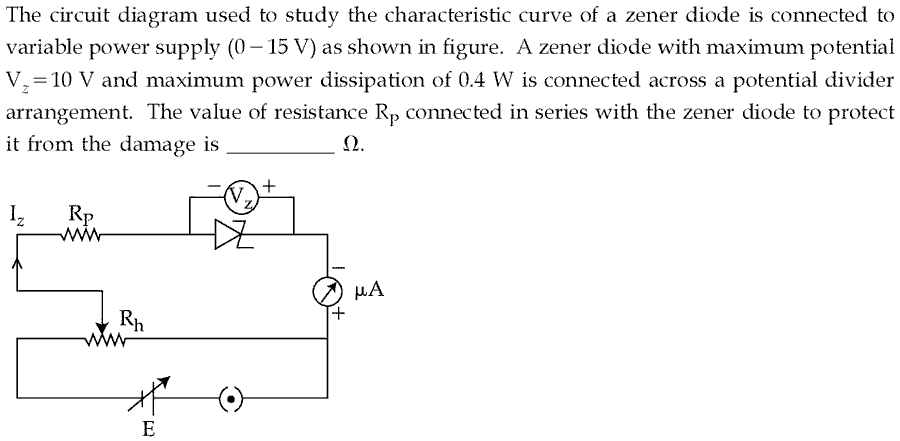 The circuit diagram used to study the characteristic curve of a zener diode is connected to
variable power supply (0 – 15 V) as shown in figure. A zener diode with maximum potential
V_z = 10 V and maximum power dissipation of 0.4 W is connected across a potential divider
arrangement. The value of resistance R_P connected in series with the zener diode to protect
it from the damage is __________ Ω.
− V_z +
I_z R_P
−
μA
+
R_h
E